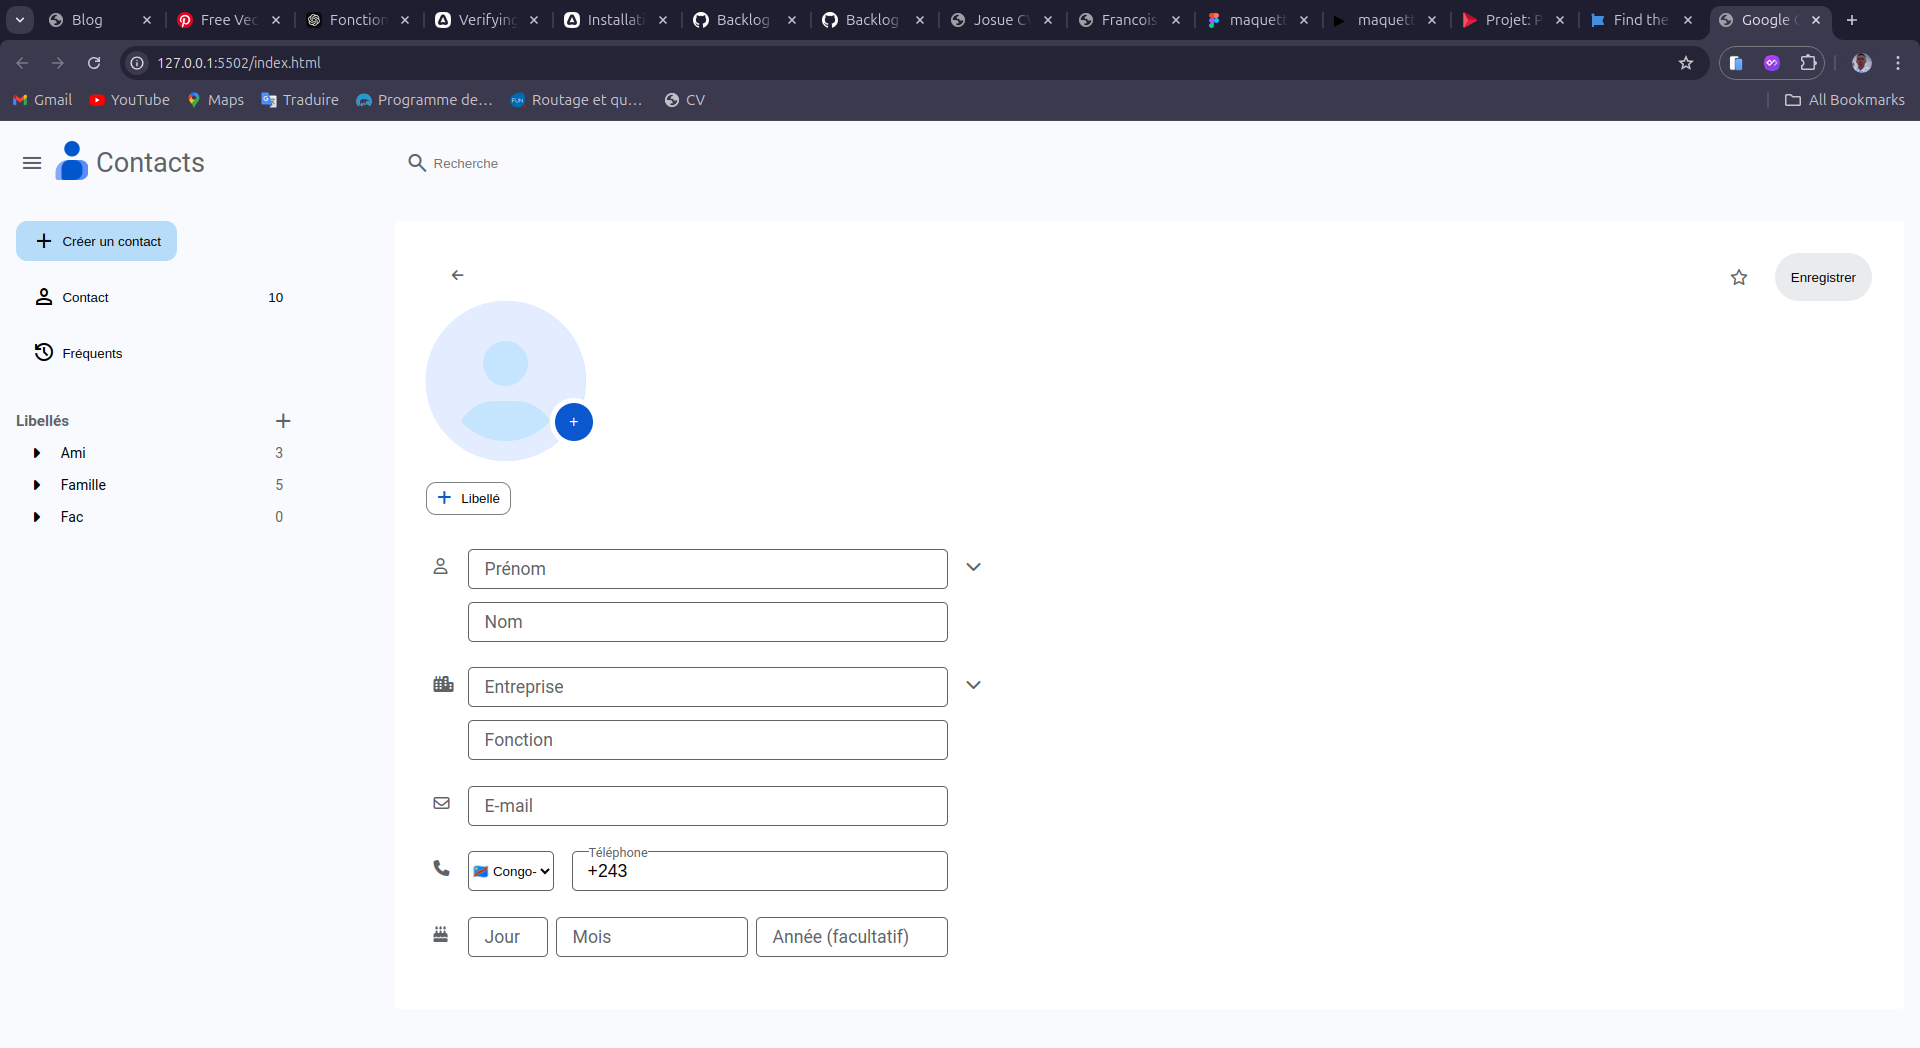 Blog
Free Vec
Fonction
Verifying
Installati
Backlog
Backlog
Josue CV
Francois
maquett
maquett
Projet: P
Find the
Google C
127.0.0.1:5502/index.html
Gmail
YouTube
Maps
Traduire
Programme de...
Routage et qu...
CV
All Bookmarks
Contacts
Recherche
Créer un contact
Contact 10
Fréquents
Libellés
Ami 3
Famille 5
Fac 0
Enregistrer
+
Libellé
Prénom
Nom
Entreprise
Fonction
E-mail
Téléphone
Congo-
+243
Jour
Mois
Année (facultatif)